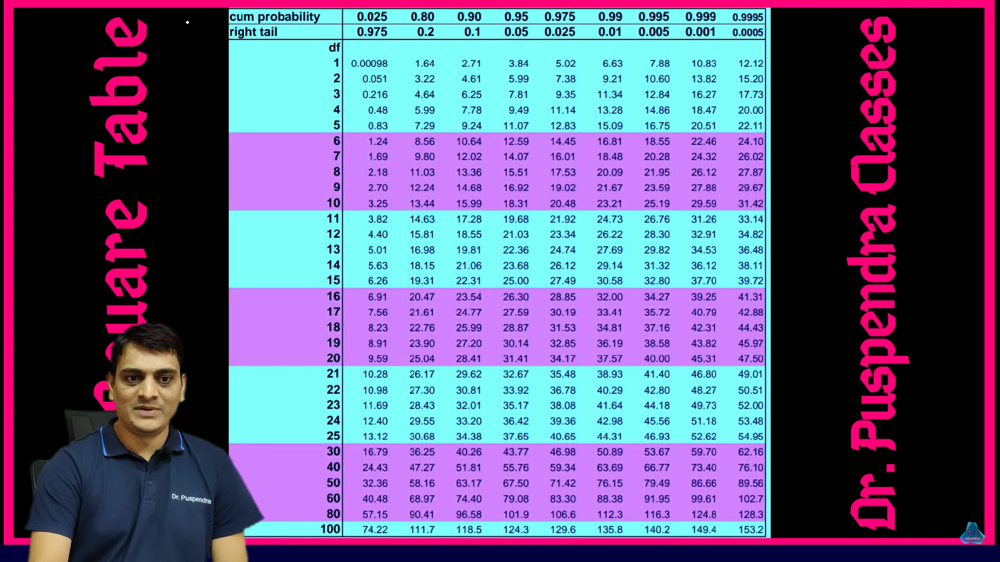 Square Table
cum probability 0.025 0.80 0.90 0.95 0.975 0.99 0.995 0.999 0.9995
right tail 0.975 0.2 0.1 0.05 0.025 0.01 0.005 0.001 0.0005
df
1 0.00098 1.64 2.71 3.84 5.02 6.63 7.88 10.83 12.12
2 0.051 3.22 4.61 5.99 7.38 9.21 10.60 13.82 15.20
3 0.216 4.64 6.25 7.81 9.35 11.34 12.84 16.27 17.73
4 0.48 5.99 7.78 9.49 11.14 13.28 14.86 18.47 20.00
5 0.83 7.29 9.24 11.07 12.83 15.09 16.75 20.51 22.11
6 1.24 8.56 10.64 12.59 14.45 16.81 18.55 22.46 24.10
7 1.69 9.80 12.02 14.07 16.01 18.48 20.28 24.32 26.02
8 2.18 11.03 13.36 15.51 17.53 20.09 21.95 26.12 27.87
9 2.70 12.24 14.68 16.92 19.02 21.67 23.59 27.88 29.67
10 3.25 13.44 15.99 18.31 20.48 23.21 25.19 29.59 31.42
11 3.82 14.63 17.28 19.68 21.92 24.73 26.76 31.26 33.14
12 4.40 15.81 18.55 21.03 23.34 26.22 28.30 32.91 34.82
13 5.01 16.98 19.81 22.36 24.74 27.69 29.82 34.53 36.48
14 5.63 18.15 21.06 23.68 26.12 29.14 31.32 36.12 38.11
15 6.26 19.31 22.31 25.00 27.49 30.58 32.80 37.70 39.72
16 6.91 20.47 23.54 26.30 28.85 32.00 34.27 39.25 41.31
17 7.56 21.61 24.77 27.59 30.19 33.41 35.72 40.79 42.88
18 8.23 22.76 25.99 28.87 31.53 34.81 37.16 42.31 44.43
19 8.91 23.90 27.20 30.14 32.85 36.19 38.58 43.82 45.97
20 9.59 25.04 28.41 31.41 34.17 37.57 40.00 45.31 47.50
21 10.28 26.17 29.62 32.67 35.48 38.93 41.40 46.80 49.01
22 10.98 27.30 30.81 33.92 36.78 40.29 42.80 48.27 50.51
23 11.69 28.43 32.01 35.17 38.08 41.64 44.18 49.73 52.00
24 12.40 29.55 33.20 36.42 39.36 42.98 45.56 51.18 53.48
25 13.12 30.68 34.38 37.65 40.65 44.31 46.93 52.62 54.95
30 16.79 36.25 40.26 43.77 46.98 50.89 53.67 59.70 62.16
40 24.43 47.27 51.81 55.76 59.34 63.69 66.77 73.40 76.10
50 32.36 58.16 63.17 67.50 71.42 76.15 79.49 86.66 89.56
60 40.48 68.97 74.40 79.08 83.30 88.38 91.95 99.61 102.7
80 57.15 90.41 96.58 101.9 106.6 112.3 116.3 124.8 128.3
100 74.22 111.7 118.5 124.3 129.6 135.8 140.2 149.4 153.2
Dr. Puspendra Classes
Dr. Puspendra
PK
Education